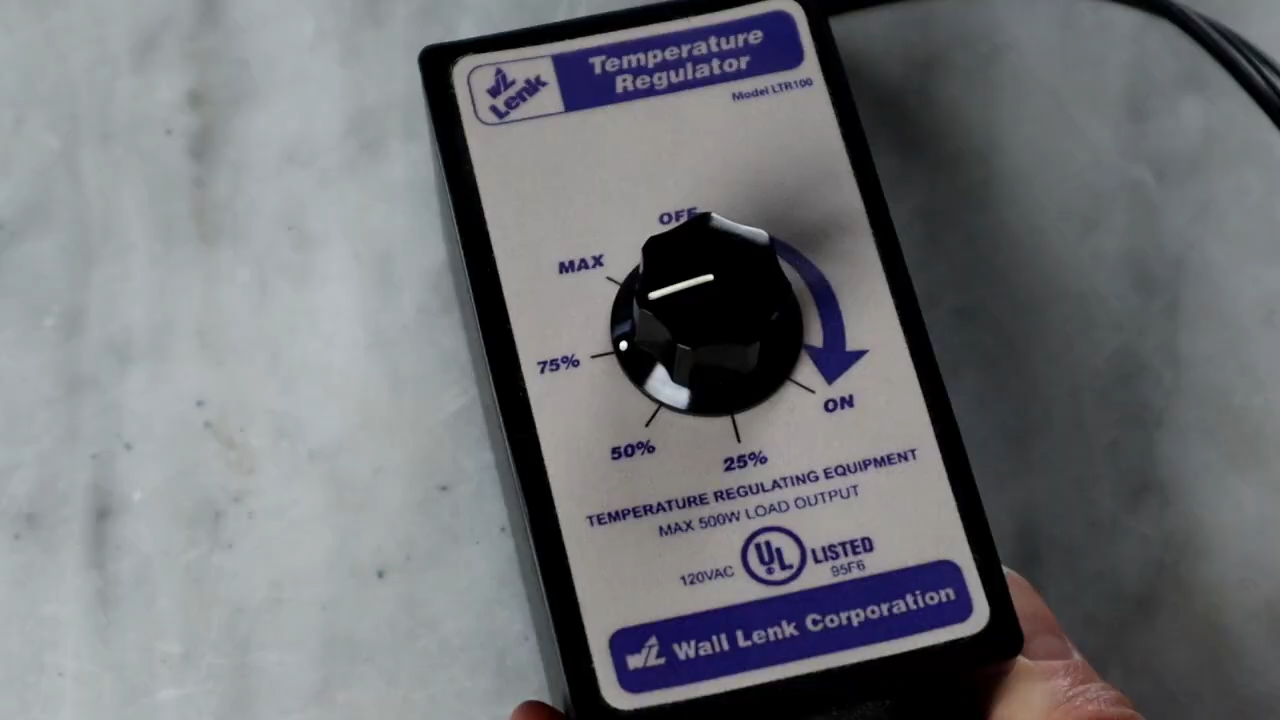 WL
Lenk
Temperature
Regulator
Model LTR100
OFF
MAX
75%
50%
25%
ON
TEMPERATURE REGULATING EQUIPMENT
MAX 500W LOAD OUTPUT
120VAC UL LISTED
95F6
WL Wall Lenk Corporation